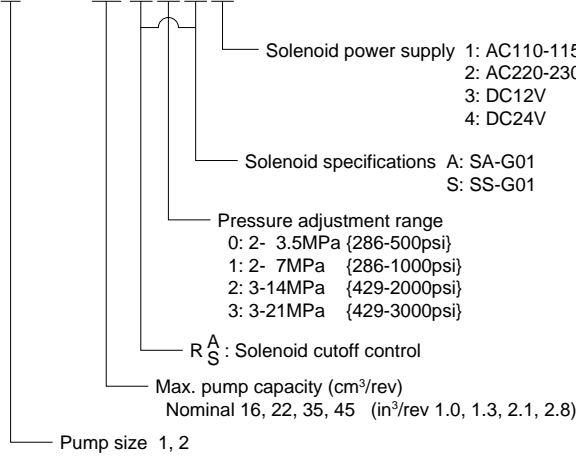 Solenoid power supply 1: AC110-115
2: AC220-230
3: DC12V
4: DC24V
Solenoid specifications A: SA-G01
S: SS-G01
Pressure adjustment range
0: 2- 3.5MPa {286-500psi}
1: 2- 7MPa {286-1000psi}
2: 3-14MPa {429-2000psi}
3: 3-21MPa {429-3000psi}
R A S : Solenoid cutoff control
Max. pump capacity (cm³/rev)
Nominal 16, 22, 35, 45 (in³/rev 1.0, 1.3, 2.1, 2.8)
Pump size 1, 2